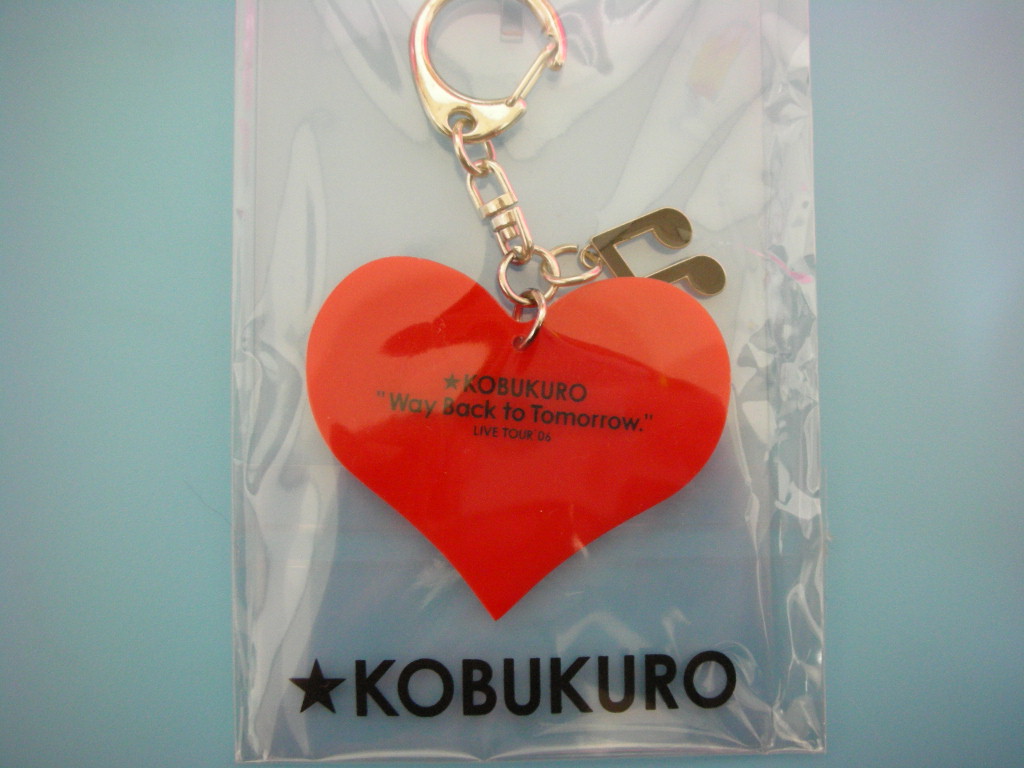 ★KOBUKURO
"Way Back to Tomorrow."
LIVE TOUR '06
★KOBUKURO